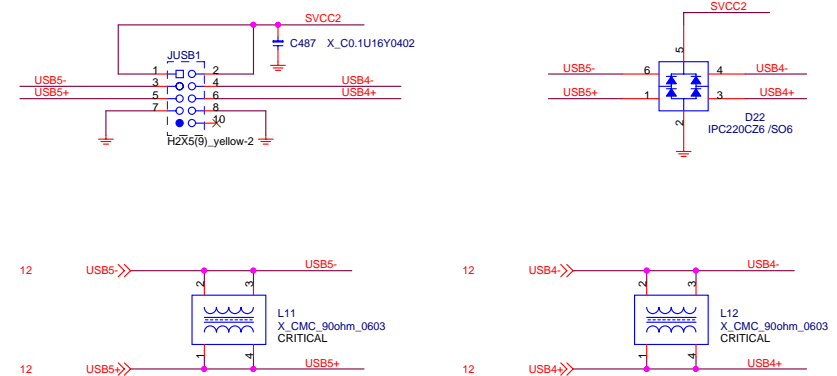 SVCC2
C487 X_C0.1U16Y0402
JUSB1
1 2
USB5- 3 4 USB4-
USB5+ 5 6 USB4+
7 8
10
H2X5(9)_yellow-2
SVCC2
5
USB5- 6 4 USB4-
USB5+ 1 3 USB4+
2
D22
IPC220CZ6 /SO6
12 USB5- USB5-
2 3
L11
X_CMC_90ohm_0603
CRITICAL
1 4
12 USB5+ USB5+
12 USB4- USB4-
2 3
L12
X_CMC_90ohm_0603
CRITICAL
1 4
12 USB4+ USB4+